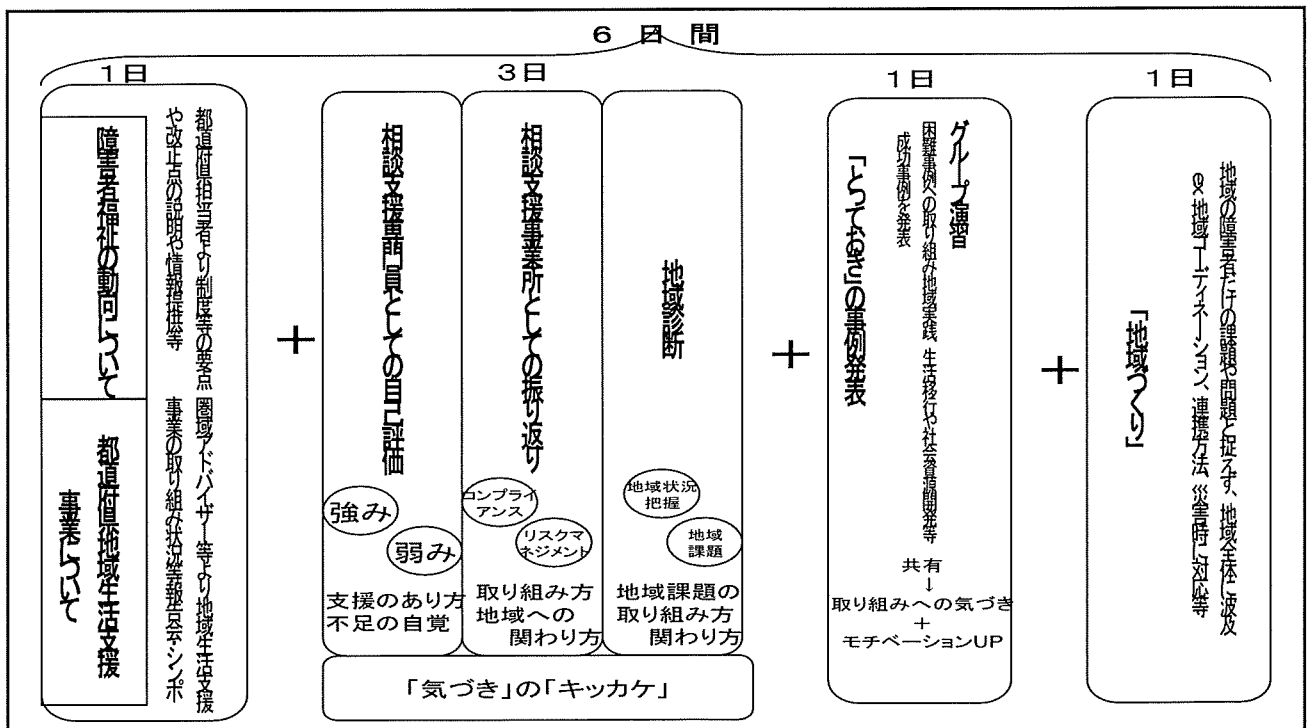 6日間
1日
障害者福祉の動向について
都道府県担当者より制度等の要点
や改正点の説明や情報提供等
都道府県地域生活支援
事業について
圏域アドバイザー等より地域生活支援
事業の取り組み状況等報告会・シンポ
+
3日
相談支援専門員としての自己評価
強み
弱み
支援のあり方
不足の自覚
相談支援事業所としての振り返り
コンプライ
アンス
リスクマ
ネジメント
取り組み方
地域への
関わり方
地域診断
地域状況
把握
地域
課題
地域課題の
取り組み方
関わり方
「気づき」の「キッカケ」
+
1日
グループ演習
困難事例への取り組み地域実践、生活移行や社会資源開発等
成功事例を発表
「とっておき」の事例発表
共有
↓
取り組みへの気づき
+
モチベーションUP
+
1日
地域の障害者だけの課題や問題と捉えず、地域全体に波及
ex 地域コーディネーション、連携方法、災害時に対応等
「地域づくり」